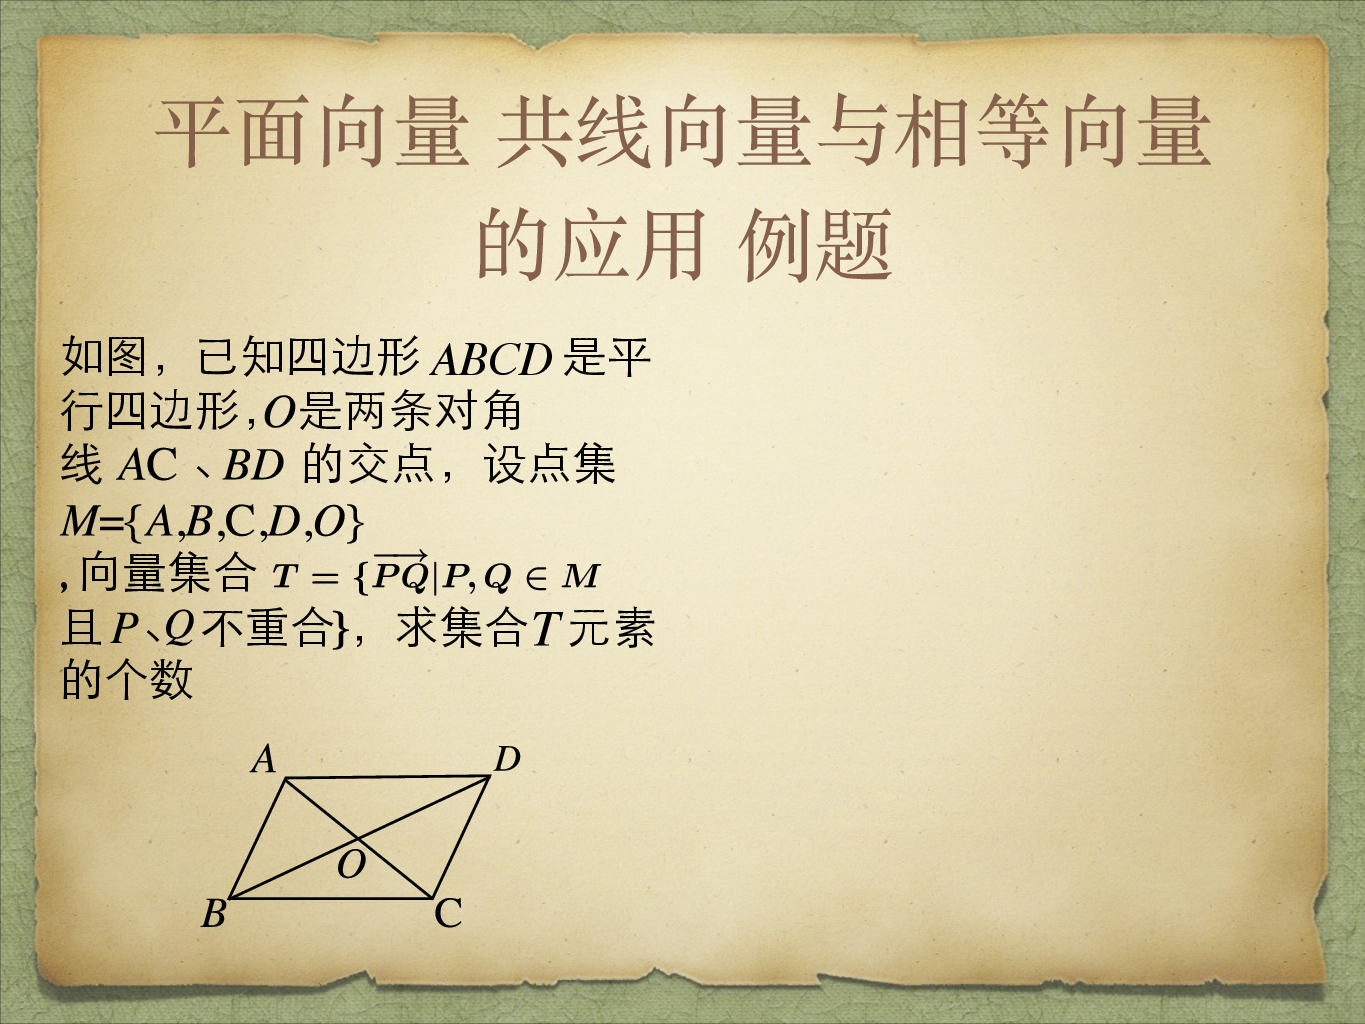 平面向量 共线向量与相等向量
的应用 例题
如图，已知四边形 ABCD 是平
行四边形,O是两条对角
线 AC 、BD 的交点，设点集
M={A,B,C,D,O}
,向量集合 T = {\overrightarrow{PQ}|P,Q ∈ M
且 P、Q 不重合}，求集合T 元素
的个数
A
D
O
B
C